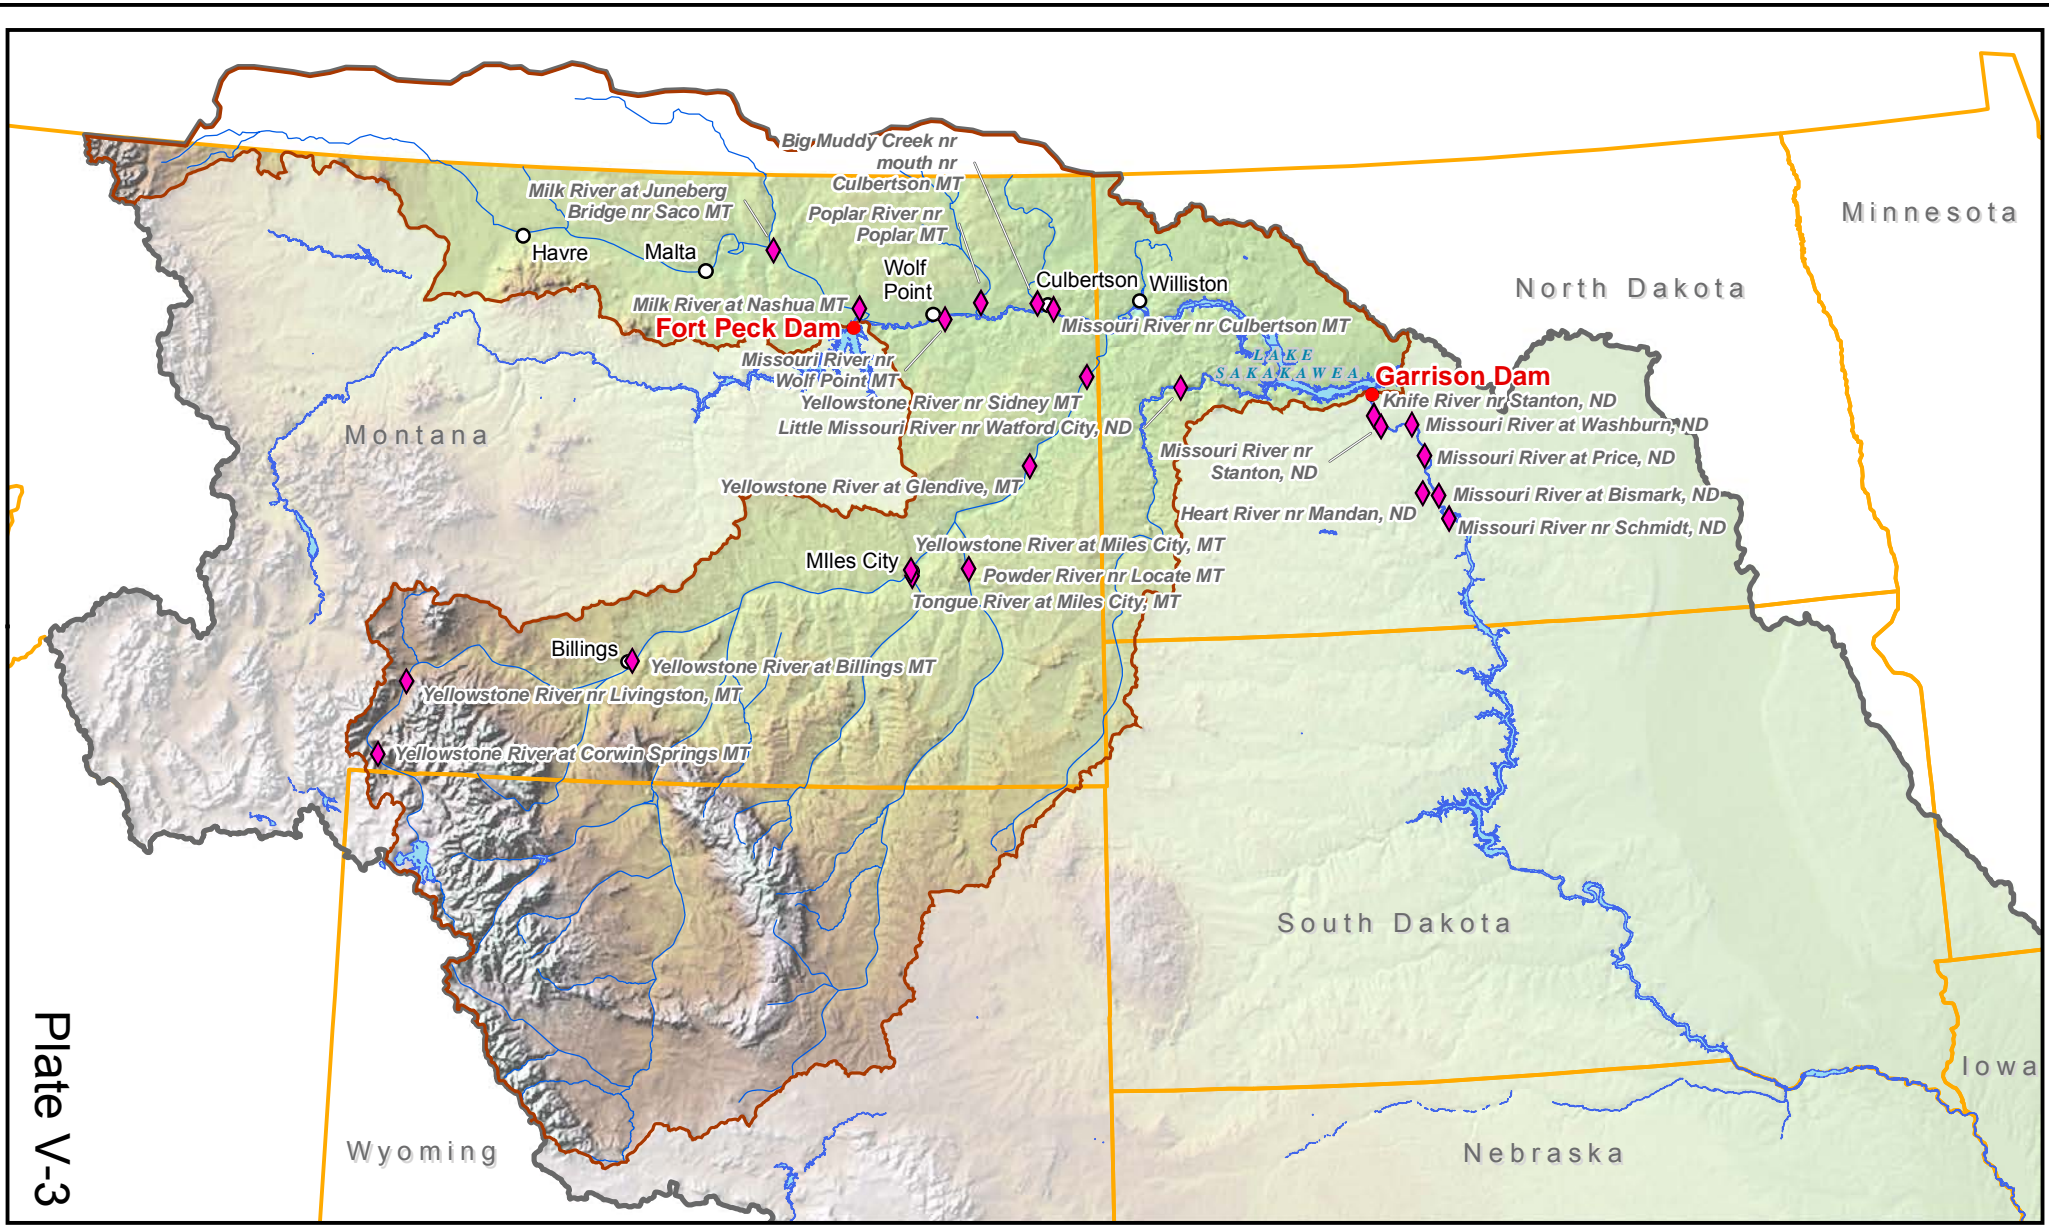 Big Muddy Creek nr
mouth nr
Culbertson MT
Milk River at Juneberg
Bridge nr Saco MT
Poplar River nr
Poplar MT
Minnesota
North Dakota
Havre
Malta
Wolf
Point
Culbertson
Williston
Milk River at Nashua MT
Fort Peck Dam
Missouri River nr Culbertson MT
Missouri River nr
Wolf Point MT
LAKE
SAKAKAWEA
Garrison Dam
Yellowstone River nr Sidney MT
Knife River nr Stanton, ND
Little Missouri River nr Watford City, ND
Missouri River at Washburn, ND
Montana
Missouri River nr
Stanton, ND
Missouri River at Price, ND
Yellowstone River at Glendive, MT
Missouri River at Bismark, ND
Heart River nr Mandan, ND
Missouri River nr Schmidt, ND
Yellowstone River at Miles City, MT
MIles City
Powder River nr Locate MT
Tongue River at Miles City, MT
Billings
Yellowstone River at Billings MT
Yellowstone River nr Livingston, MT
Yellowstone River at Corwin Springs MT
South Dakota
Iowa
Wyoming
Nebraska
Plate V-3